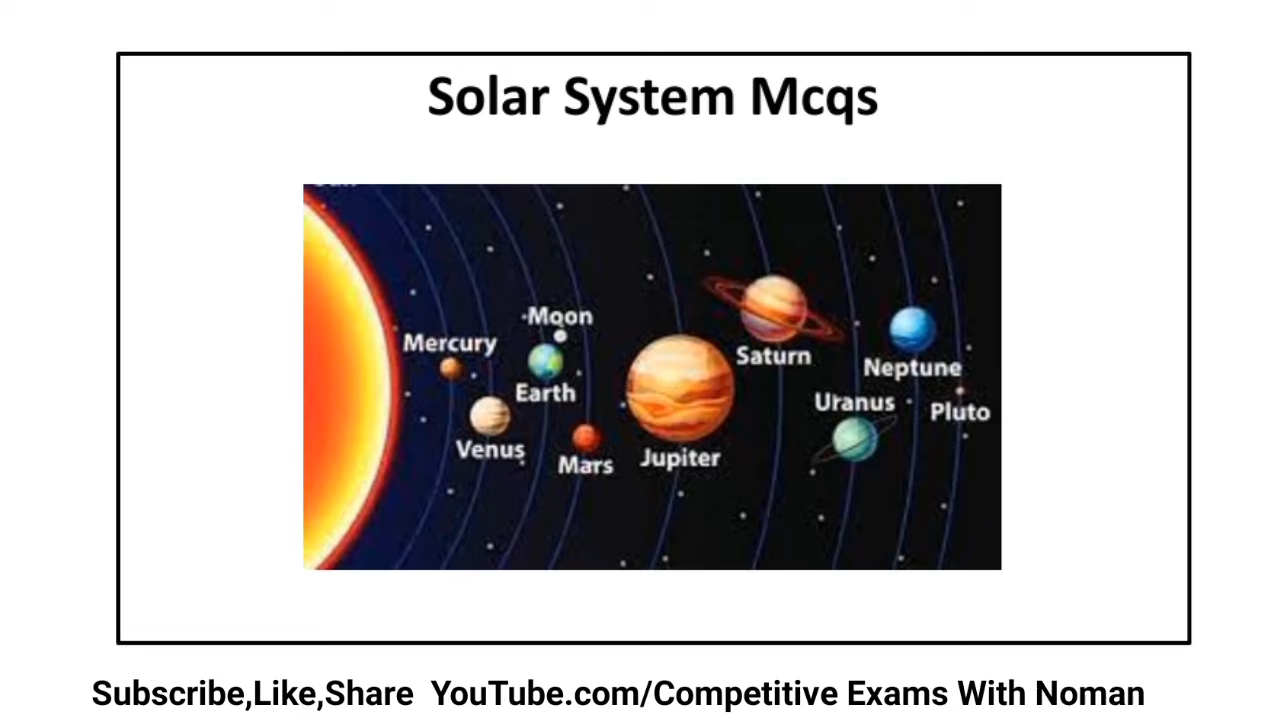 Solar System Mcqs
Moon
Mercury
Earth
Venus
Mars
Jupiter
Saturn
Neptune
Uranus
Pluto
Subscribe,Like,Share YouTube.com/Competitive Exams With Noman